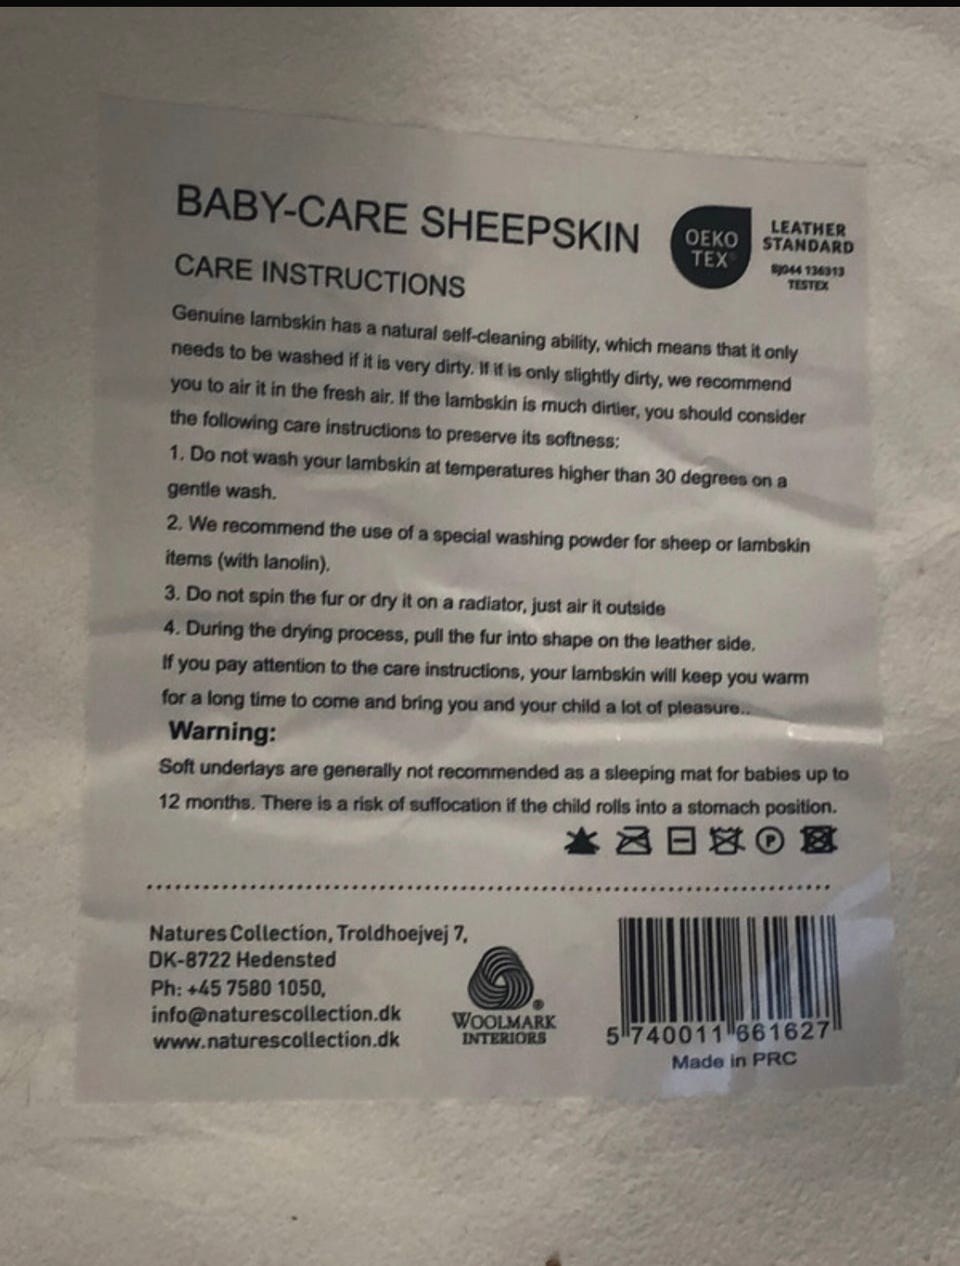 BABY-CARE SHEEPSKIN
OEKO
TEX®
LEATHER
STANDARD
TESTEX
CARE INSTRUCTIONS
Genuine lambskin has a natural self-cleaning ability, which means that it only
needs to be washed if it is very dirty. If if is only slightly dirty, we recommend
you to air it in the fresh air. If the lambskin is much dirtier, you should consider
the following care instructions to preserve its softness:
1. Do not wash your lambskin at temperatures higher than 30 degrees on a
gentle wash.
2. We recommend the use of a special washing powder for sheep or lambskin
items (with lanolin).
3. Do not spin the fur or dry it on a radiator, just air it outside
4. During the drying process, pull the fur into shape on the leather side.
If you pay attention to the care instructions, your lambskin will keep you warm
for a long time to come and bring you and your child a lot of pleasure..
Warning:
Soft underlays are generally not recommended as a sleeping mat for babies up to
12 months. There is a risk of suffocation if the child rolls into a stomach position.
P
Natures Collection, Troldhoejvej 7,
DK-8722 Hedensted
Ph: +45 7580 1050,
info@naturescollection.dk
www.naturescollection.dk
®
WOOLMARK
INTERIORS
5 740011 661627
Made in PRC